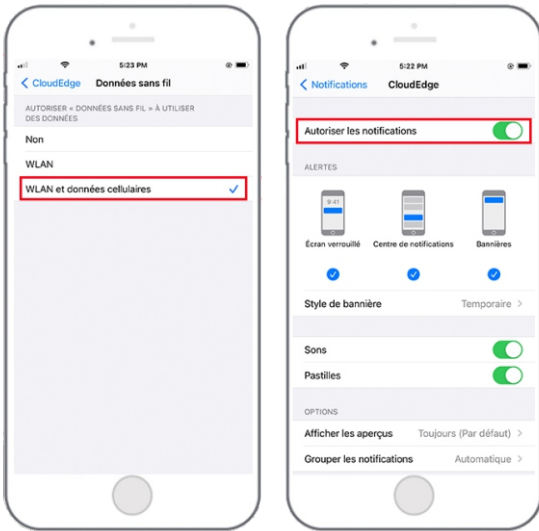 5:23 PM
CloudEdge Données sans fil
AUTORISER « DONNÉES SANS FIL » À UTILISER
DES DONNÉES
Non
WLAN
WLAN et données cellulaires
5:22 PM
Notifications CloudEdge
Autoriser les notifications
ALERTES
9:41
Écran verrouillé Centre de notifications Bannières
Style de bannière Temporaire
Sons
Pastilles
OPTIONS
Afficher les aperçus Toujours (Par défaut)
Grouper les notifications Automatique